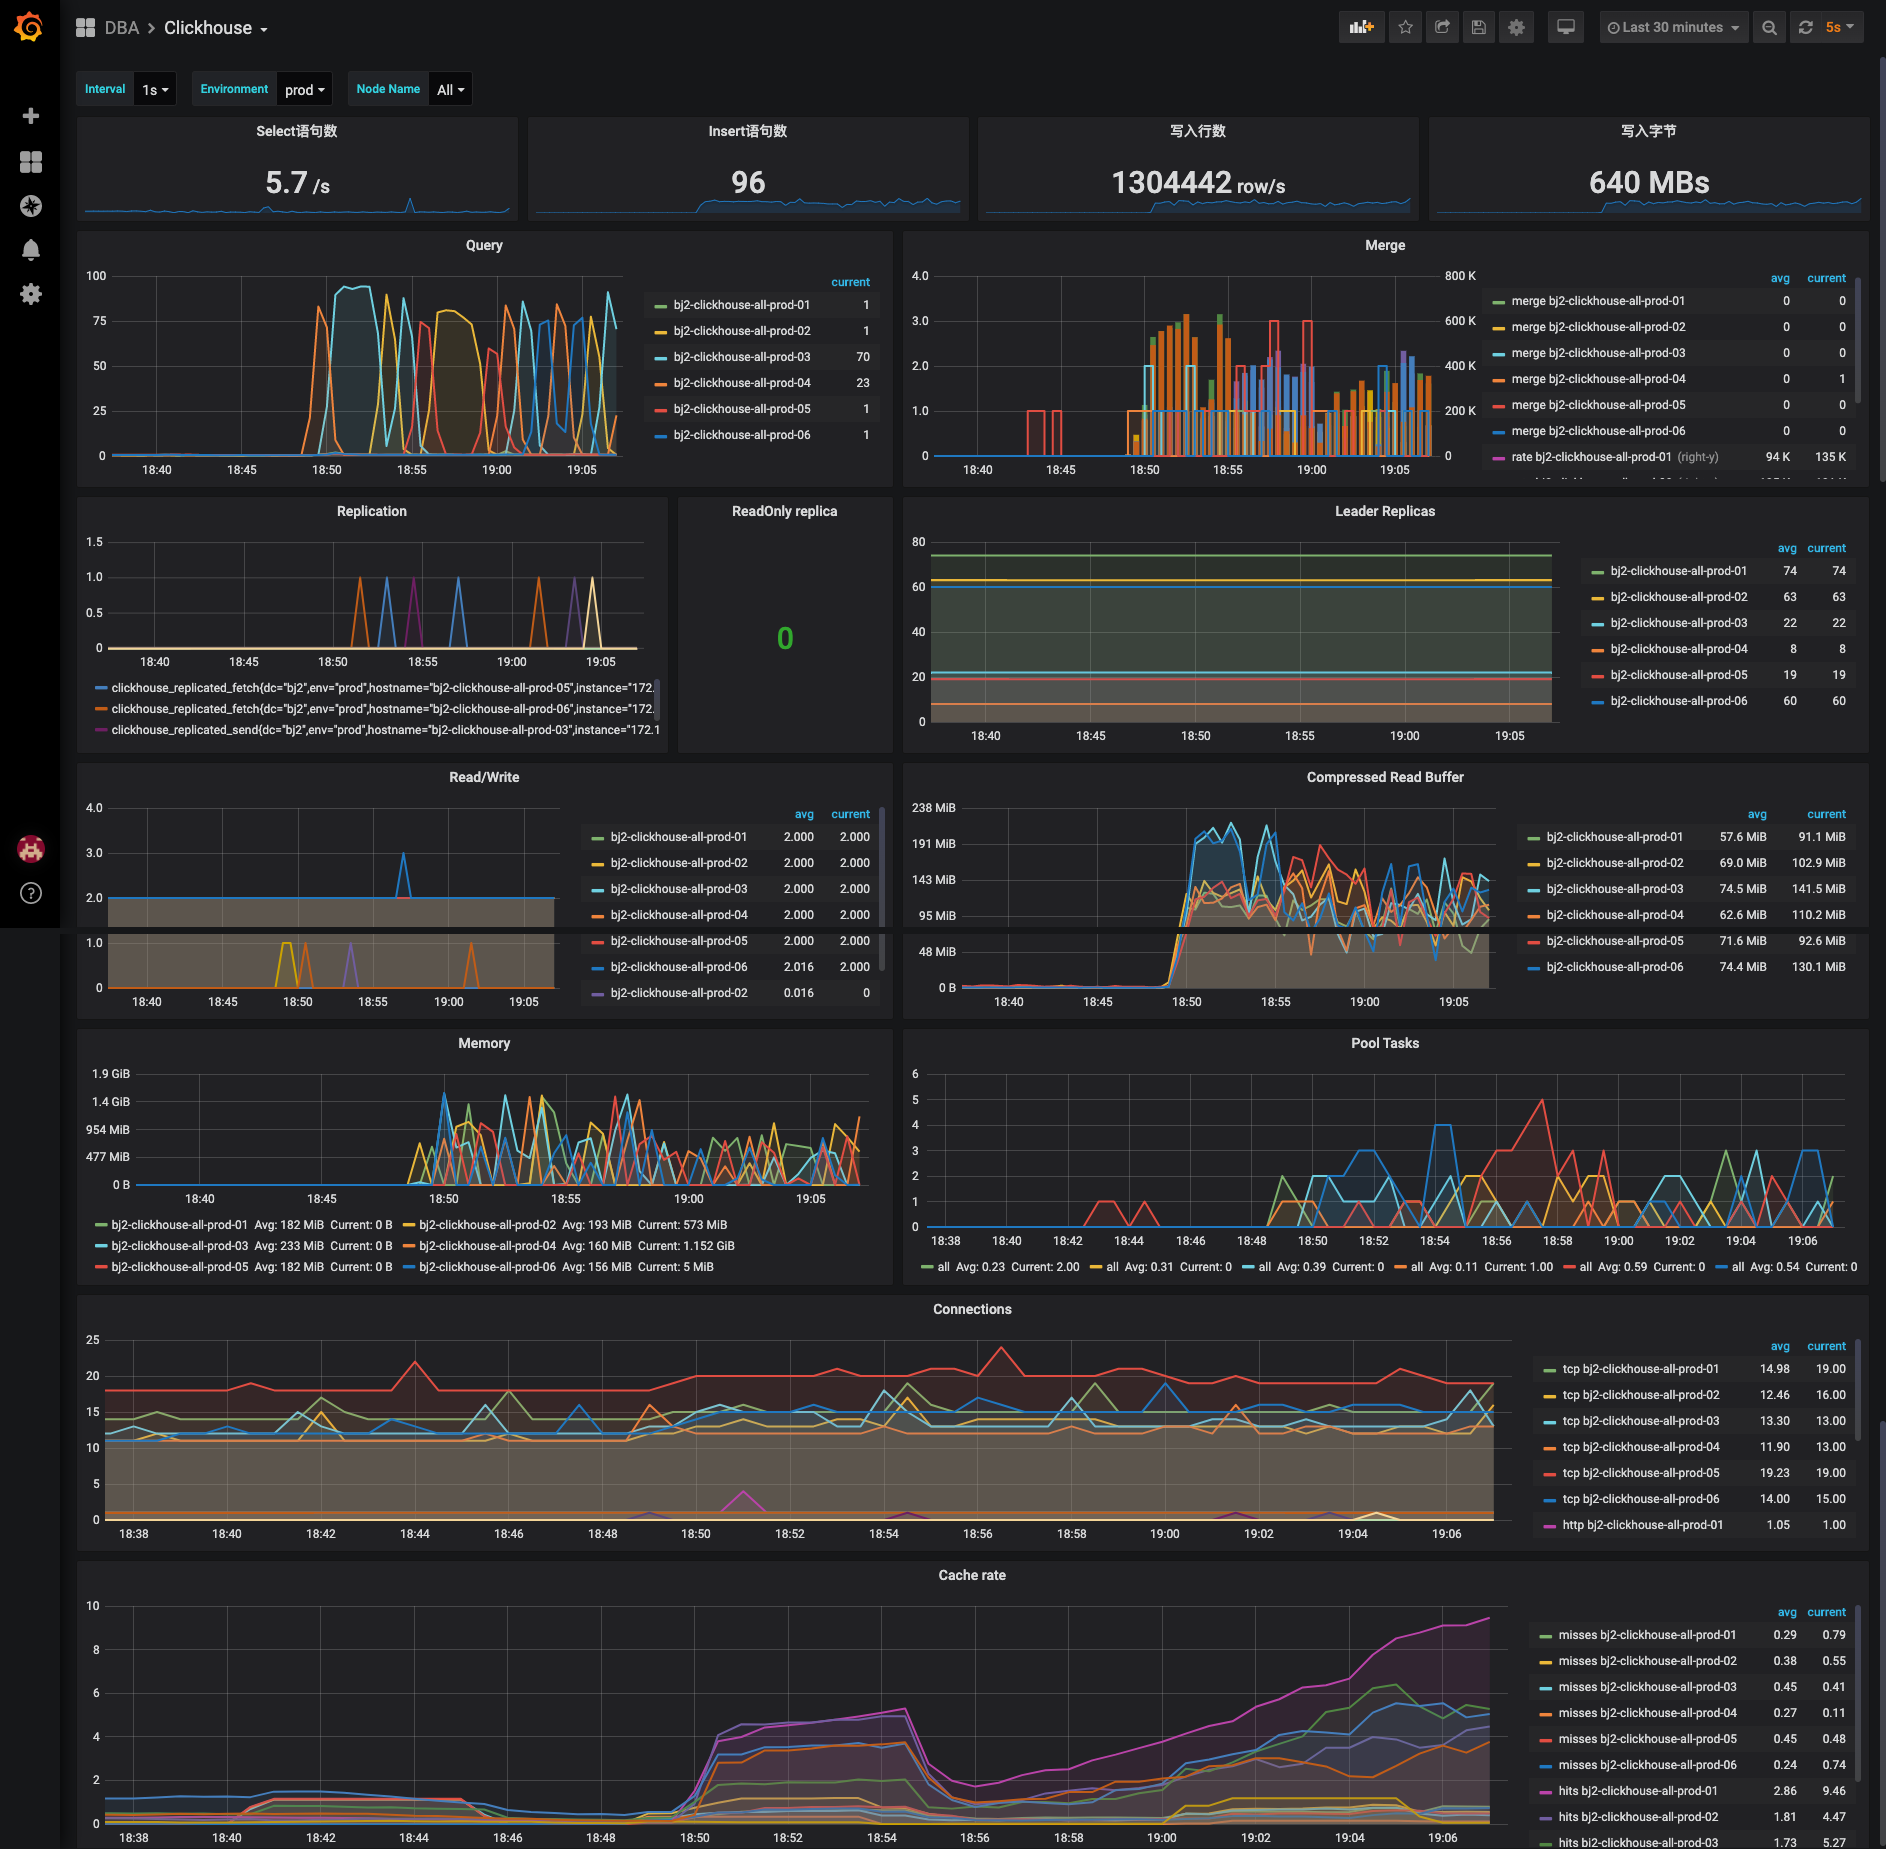 DBA > Clickhouse
Last 30 minutes
5s
Interval 1s
Environment prod
Node Name All
Select语句数
5.7 /s
Insert语句数
96
写入行数
1304442 row/s
写入字节
640 MBs
Query
100
75
50
25
0
18:40 18:45 18:50 18:55 19:00 19:05
current
bj2-clickhouse-all-prod-01 1
bj2-clickhouse-all-prod-02 1
bj2-clickhouse-all-prod-03 70
bj2-clickhouse-all-prod-04 23
bj2-clickhouse-all-prod-05 1
bj2-clickhouse-all-prod-06 1
Merge
4.0
3.0
2.0
1.0
0
800 K
600 K
400 K
200 K
0
18:40 18:45 18:50 18:55 19:00 19:05
avg current
merge bj2-clickhouse-all-prod-01 0 0
merge bj2-clickhouse-all-prod-02 0 0
merge bj2-clickhouse-all-prod-03 0 0
merge bj2-clickhouse-all-prod-04 0 1
merge bj2-clickhouse-all-prod-05 0 0
merge bj2-clickhouse-all-prod-06 0 0
rate bj2-clickhouse-all-prod-01 (right-y) 94 K 135 K
Replication
1.5
1.0
0.5
0
18:40 18:45 18:50 18:55 19:00 19:05
clickhouse_replicated_fetch{dc="bj2",env="prod",hostname="bj2-clickhouse-all-prod-05",instance="172.
clickhouse_replicated_fetch{dc="bj2",env="prod",hostname="bj2-clickhouse-all-prod-06",instance="172.
clickhouse_replicated_send{dc="bj2",env="prod",hostname="bj2-clickhouse-all-prod-03",instance="172.1
ReadOnly replica
0
Leader Replicas
80
60
40
20
0
18:40 18:45 18:50 18:55 19:00 19:05
avg current
bj2-clickhouse-all-prod-01 74 74
bj2-clickhouse-all-prod-02 63 63
bj2-clickhouse-all-prod-03 22 22
bj2-clickhouse-all-prod-04 8 8
bj2-clickhouse-all-prod-05 19 19
bj2-clickhouse-all-prod-06 60 60
Read/Write
4.0
3.0
2.0
1.0
0
18:40 18:45 18:50 18:55 19:00 19:05
avg current
bj2-clickhouse-all-prod-01 2.000 2.000
bj2-clickhouse-all-prod-02 2.000 2.000
bj2-clickhouse-all-prod-03 2.000 2.000
bj2-clickhouse-all-prod-04 2.000 2.000
bj2-clickhouse-all-prod-05 2.000 2.000
bj2-clickhouse-all-prod-06 2.016 2.000
bj2-clickhouse-all-prod-02 0.016 0
Compressed Read Buffer
238 MiB
191 MiB
143 MiB
95 MiB
48 MiB
0 B
18:40 18:45 18:50 18:55 19:00 19:05
avg current
bj2-clickhouse-all-prod-01 57.6 MiB 91.1 MiB
bj2-clickhouse-all-prod-02 69.0 MiB 102.9 MiB
bj2-clickhouse-all-prod-03 74.5 MiB 141.5 MiB
bj2-clickhouse-all-prod-04 62.6 MiB 110.2 MiB
bj2-clickhouse-all-prod-05 71.6 MiB 92.6 MiB
bj2-clickhouse-all-prod-06 74.4 MiB 130.1 MiB
Memory
1.9 GiB
1.4 GiB
954 MiB
477 MiB
0 B
18:40 18:45 18:50 18:55 19:00 19:05
bj2-clickhouse-all-prod-01 Avg: 182 MiB Current: 0 B bj2-clickhouse-all-prod-02 Avg: 193 MiB Current: 573 MiB
bj2-clickhouse-all-prod-03 Avg: 233 MiB Current: 0 B bj2-clickhouse-all-prod-04 Avg: 160 MiB Current: 1.152 GiB
bj2-clickhouse-all-prod-05 Avg: 182 MiB Current: 0 B bj2-clickhouse-all-prod-06 Avg: 156 MiB Current: 5 MiB
Pool Tasks
6
5
4
3
2
1
0
18:38 18:40 18:42 18:44 18:46 18:48 18:50 18:52 18:54 18:56 18:58 19:00 19:02 19:04 19:06
all Avg: 0.23 Current: 2.00 all Avg: 0.31 Current: 0 all Avg: 0.39 Current: 0 all Avg: 0.11 Current: 1.00 all Avg: 0.59 Current: 0 all Avg: 0.54 Current: 0
Connections
25
20
15
10
5
0
18:38 18:40 18:42 18:44 18:46 18:48 18:50 18:52 18:54 18:56 18:58 19:00 19:02 19:04 19:06
avg current
tcp bj2-clickhouse-all-prod-01 14.98 19.00
tcp bj2-clickhouse-all-prod-02 12.46 16.00
tcp bj2-clickhouse-all-prod-03 13.30 13.00
tcp bj2-clickhouse-all-prod-04 11.90 13.00
tcp bj2-clickhouse-all-prod-05 19.23 19.00
tcp bj2-clickhouse-all-prod-06 14.00 15.00
http bj2-clickhouse-all-prod-01 1.05 1.00
Cache rate
10
8
6
4
2
0
18:38 18:40 18:42 18:44 18:46 18:48 18:50 18:52 18:54 18:56 18:58 19:00 19:02 19:04 19:06
avg current
misses bj2-clickhouse-all-prod-01 0.29 0.79
misses bj2-clickhouse-all-prod-02 0.38 0.55
misses bj2-clickhouse-all-prod-03 0.45 0.41
misses bj2-clickhouse-all-prod-04 0.27 0.11
misses bj2-clickhouse-all-prod-05 0.45 0.48
misses bj2-clickhouse-all-prod-06 0.24 0.74
hits bj2-clickhouse-all-prod-01 2.86 9.46
hits bj2-clickhouse-all-prod-02 1.81 4.47
hits bj2-clickhouse-all-prod-03 1.73 5.27